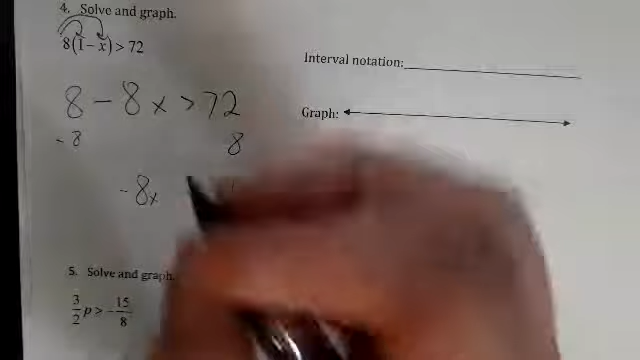 4. Solve and graph.
8(1 − x) > 72
Interval notation:
8 − 8x > 72
Graph:
- 8 8
- 8x
5. Solve and graph.
3/2 p > − 15/8